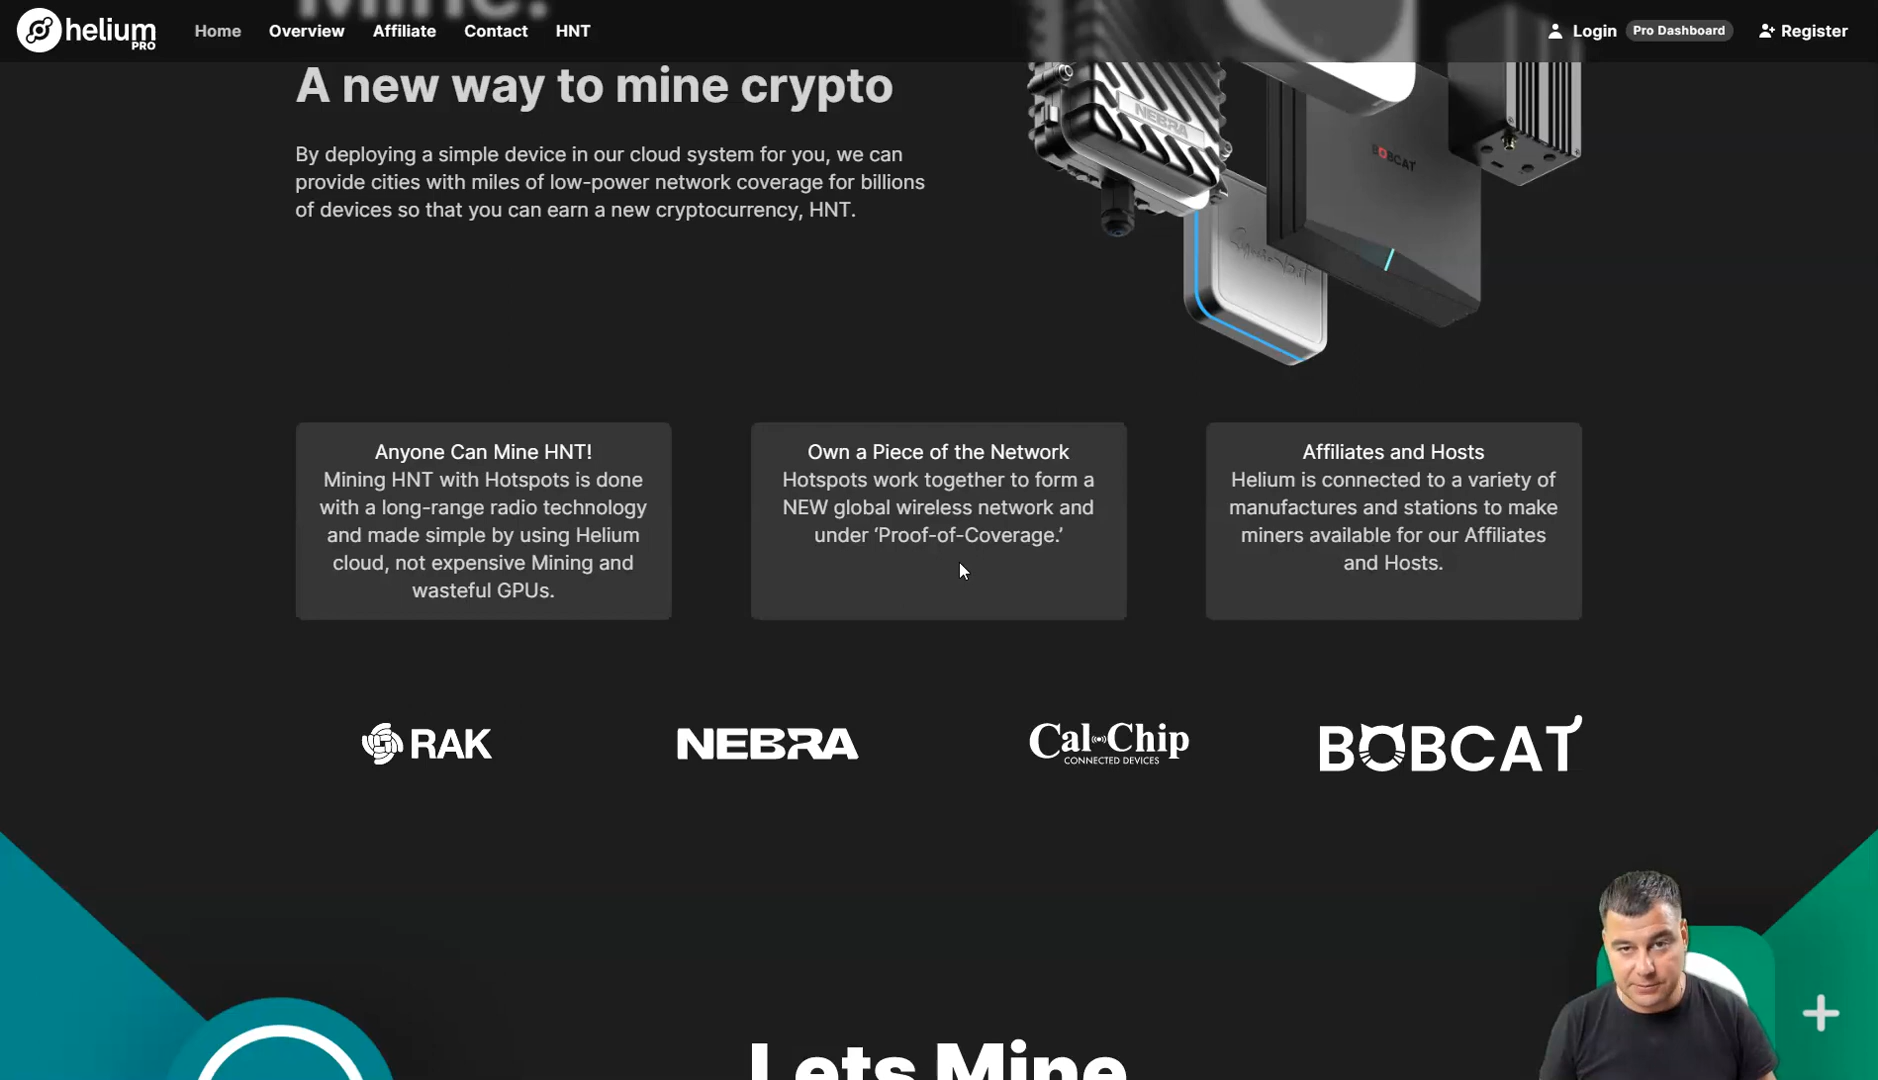 helium
PRO
Home Overview Affiliate Contact HNT
Login Pro Dashboard Register
Mine.
A new way to mine crypto
By deploying a simple device in our cloud system for you, we can
provide cities with miles of low-power network coverage for billions
of devices so that you can earn a new cryptocurrency, HNT.
NEBRA
BOBCAT
Anyone Can Mine HNT!
Mining HNT with Hotspots is done
with a long-range radio technology
and made simple by using Helium
cloud, not expensive Mining and
wasteful GPUs.
Own a Piece of the Network
Hotspots work together to form a
NEW global wireless network and
under ‘Proof-of-Coverage.’
Affiliates and Hosts
Helium is connected to a variety of
manufactures and stations to make
miners available for our Affiliates
and Hosts.
RAK
NEBRA
Cal-Chip
CONNECTED DEVICES
BOBCAT
Lets Mine